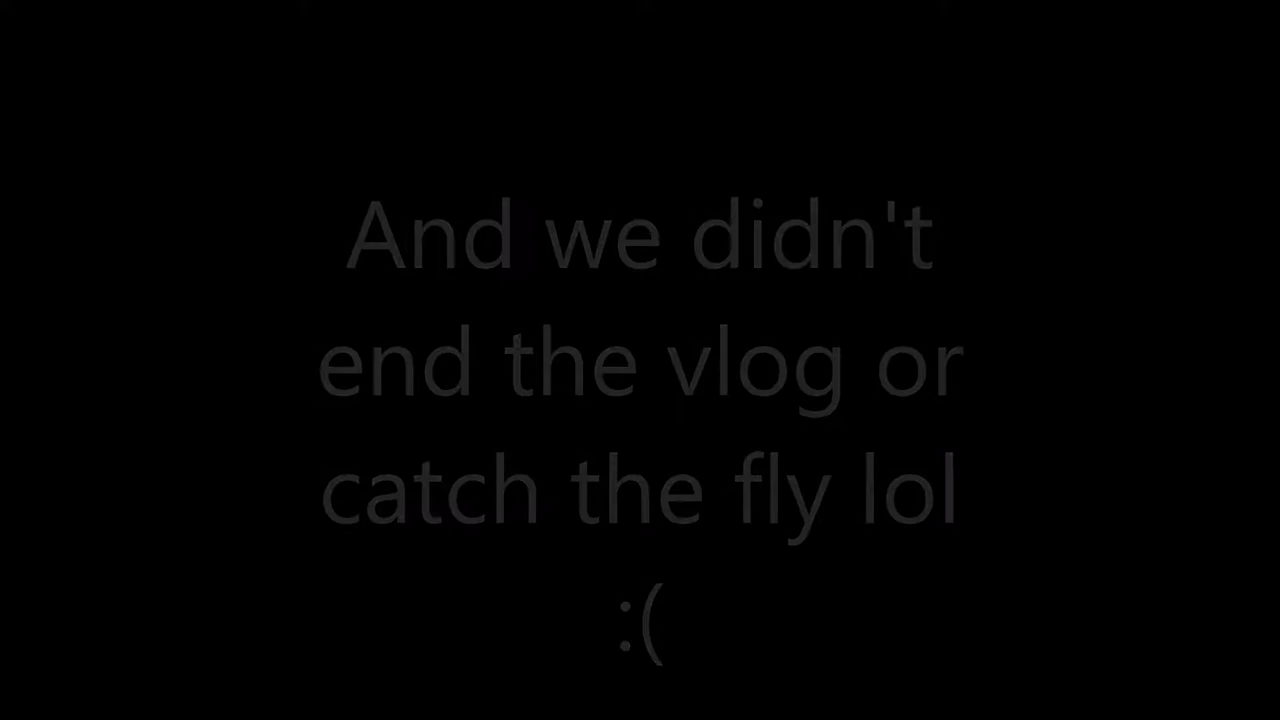 And we didn't
end the vlog or
catch the fly lol
:(